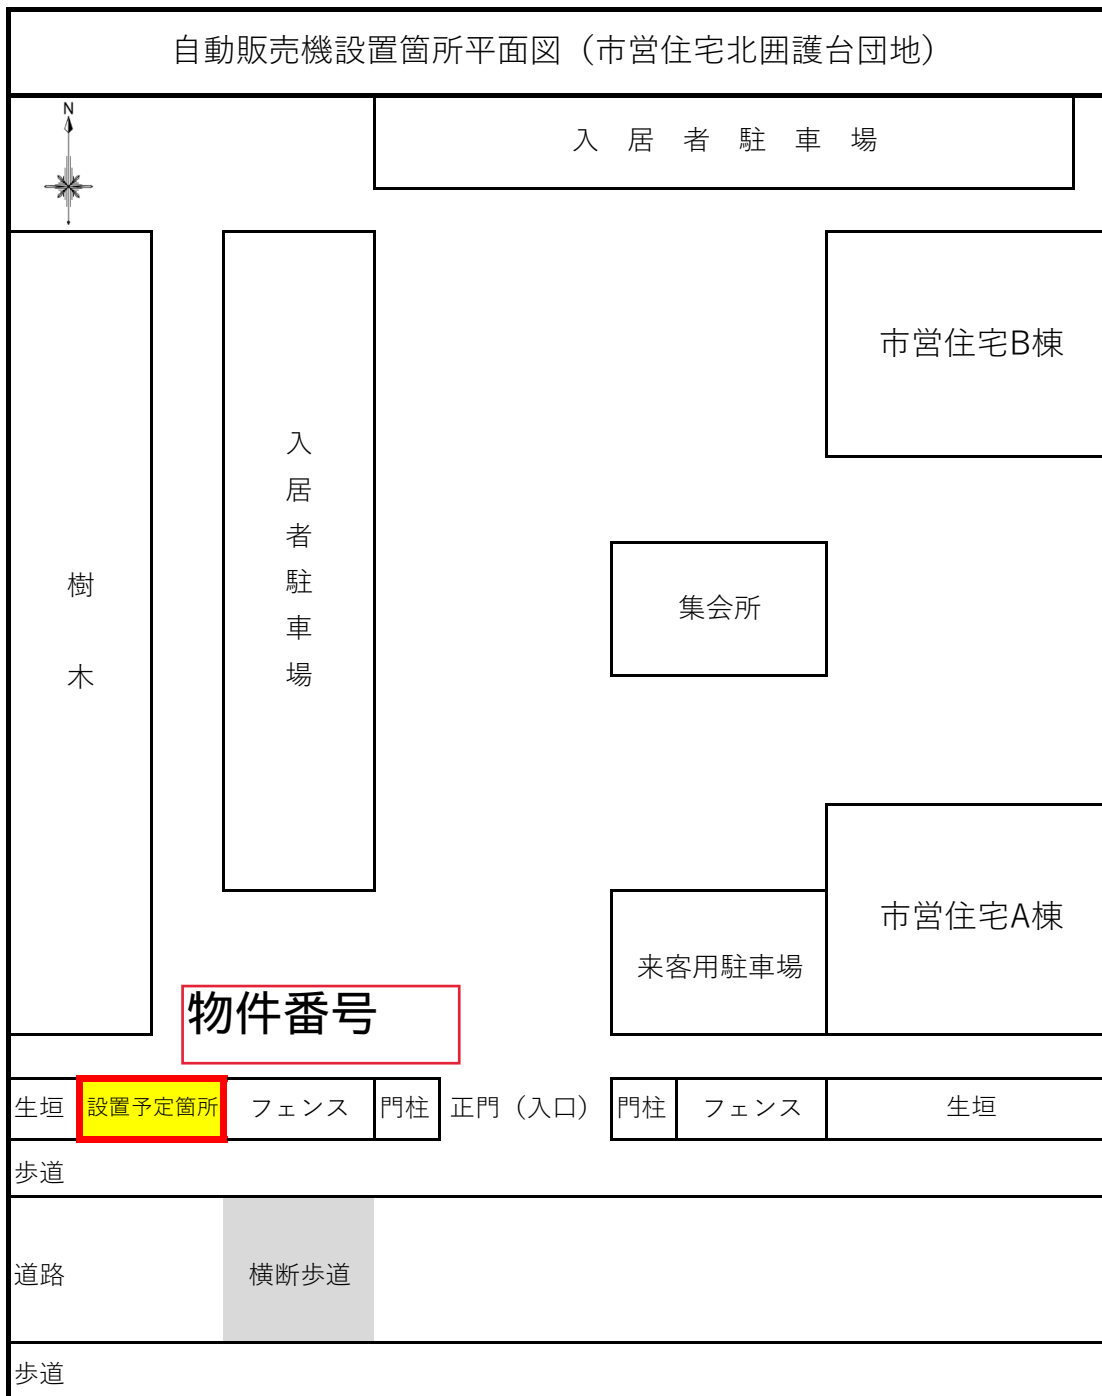 自動販売機設置箇所平面図（市営住宅北囲護台団地）
N
入居者駐車場
市営住宅B棟
入居者駐車場
樹木
集会所
市営住宅A棟
来客用駐車場
物件番号
生垣 設置予定箇所 フェンス 門柱 正門（入口） 門柱 フェンス 生垣
歩道
道路 横断歩道
歩道